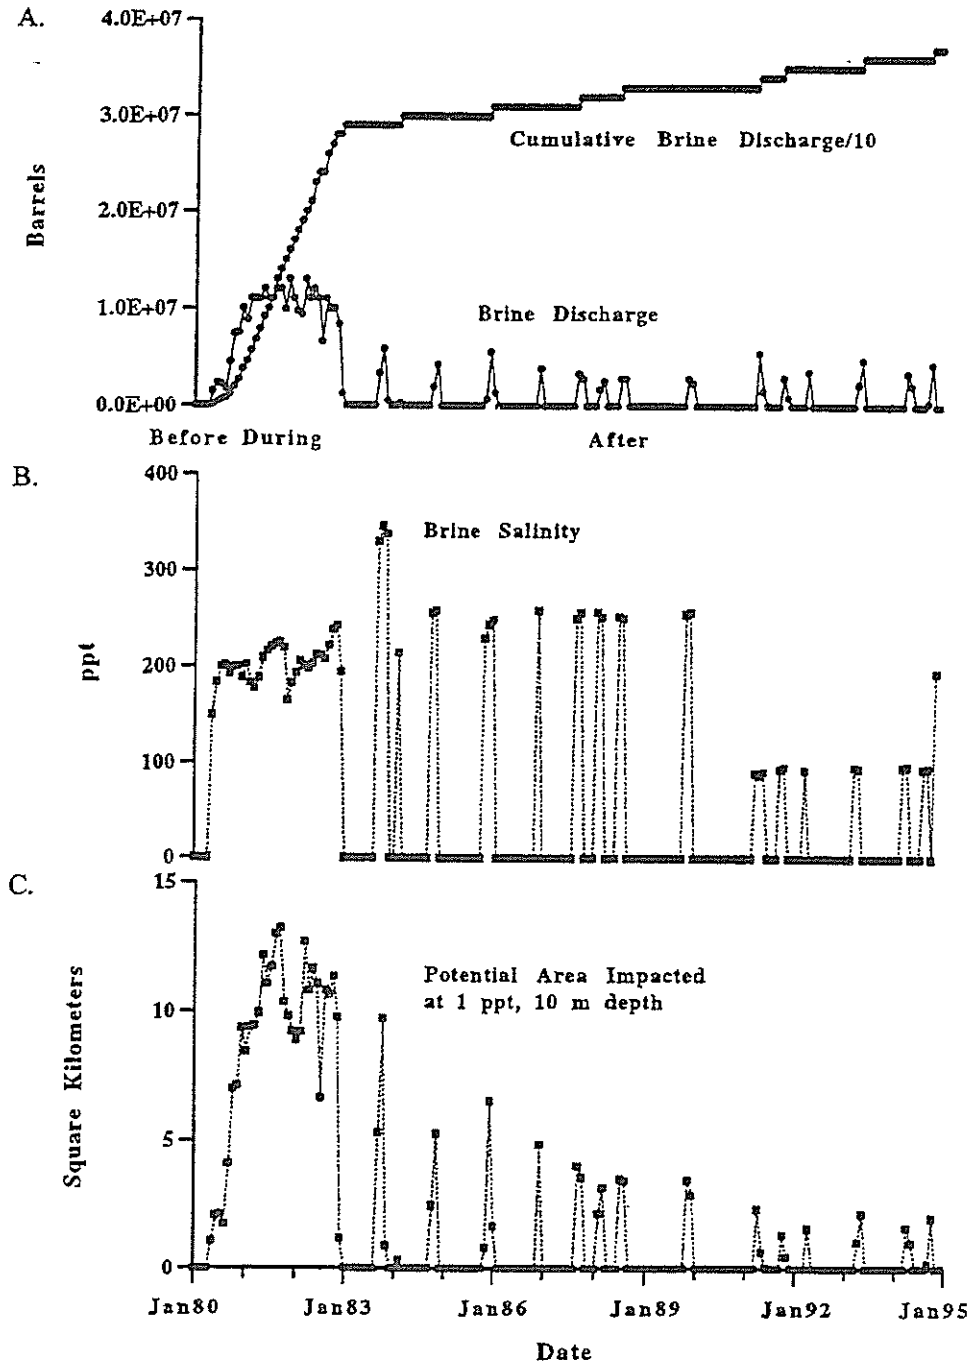 A.
4.0E+07
3.0E+07
2.0E+07
1.0E+07
0.0E+00
Barrels
Cumulative Brine Discharge/10
Brine Discharge
Before During After
B.
400
300
200
100
0
ppt
Brine Salinity
C.
15
10
5
0
Square Kilometers
Potential Area Impacted
at 1 ppt, 10 m depth
Jan80 Jan83 Jan86 Jan89 Jan92 Jan95
Date